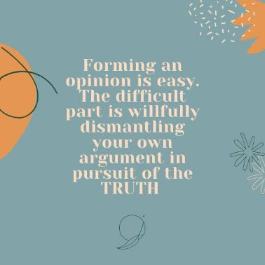 Forming an
opinion is easy.
The difficult
part is willfully
dismantling
your own
argument in
pursuit of the
TRUTH